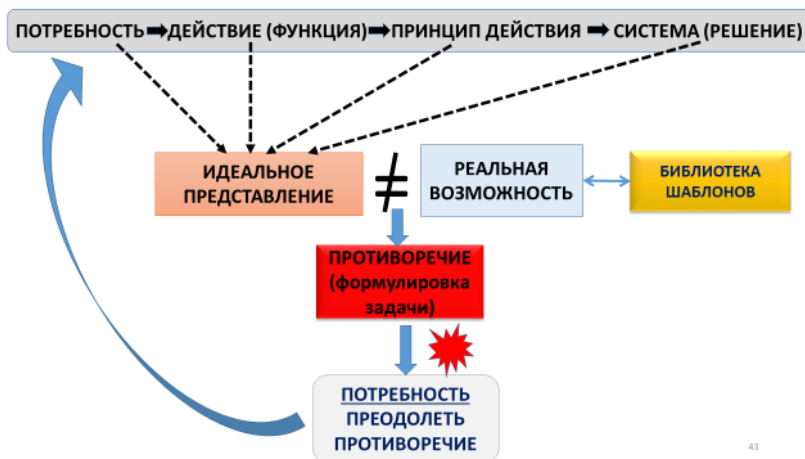 ПОТРЕБНОСТЬ ДЕЙСТВИЕ (ФУНКЦИЯ) ПРИНЦИП ДЕЙСТВИЯ СИСТЕМА (РЕШЕНИЕ)
ИДЕАЛЬНОЕ
ПРЕДСТАВЛЕНИЕ
≠
РЕАЛЬНАЯ
ВОЗМОЖНОСТЬ
БИБЛИОТЕКА
ШАБЛОНОВ
ПРОТИВОРЕЧИЕ
(формулировка
задачи)
ПОТРЕБНОСТЬ
ПРЕОДОЛЕТЬ
ПРОТИВОРЕЧИЕ
43